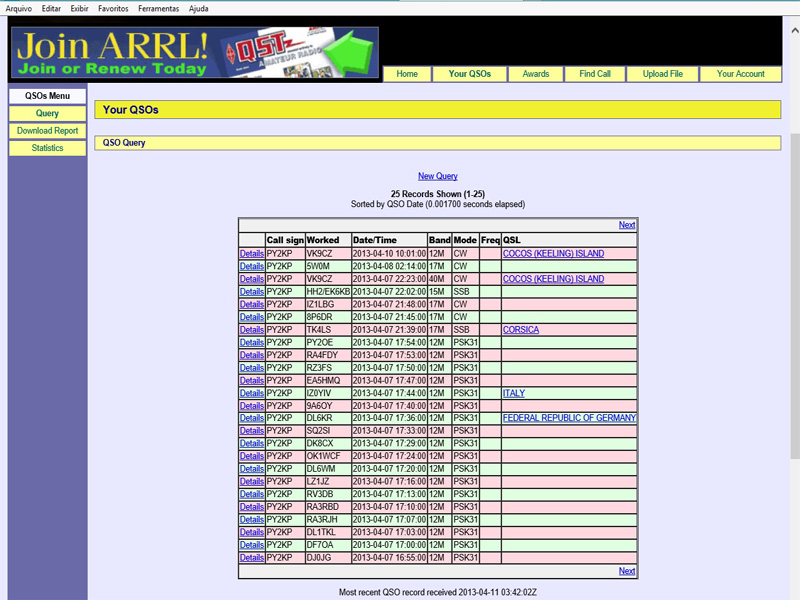 Arquivo Editar Exibir Favoritos Ferramentas Ajuda
Join ARRL!
Join or Renew Today
QST
AMATEUR RADIO
Home Your QSOs Awards Find Call Upload File Your Account
QSOs Menu
Query
Download Report
Statistics
Your QSOs
QSO Query
New Query
25 Records Shown (1-25)
Sorted by QSO Date (0.001700 seconds elapsed)
Next
Call sign Worked Date/Time Band Mode Freq QSL
Details PY2KP VK9CZ 2013-04-10 10:01:00 12M CW COCOS (KEELING) ISLAND
Details PY2KP 5W0M 2013-04-08 02:14:00 17M CW
Details PY2KP VK9CZ 2013-04-07 22:23:00 40M CW COCOS (KEELING) ISLAND
Details PY2KP HH2/EK6KB 2013-04-07 22:02:00 15M SSB
Details PY2KP IZ1LBG 2013-04-07 21:48:00 17M CW
Details PY2KP 8P6DR 2013-04-07 21:45:00 17M CW
Details PY2KP TK4LS 2013-04-07 21:39:00 17M SSB CORSICA
Details PY2KP PY2OE 2013-04-07 17:54:00 12M PSK31
Details PY2KP RA4FDY 2013-04-07 17:53:00 12M PSK31
Details PY2KP RZ3FS 2013-04-07 17:50:00 12M PSK31
Details PY2KP EA5HMQ 2013-04-07 17:47:00 12M PSK31
Details PY2KP IZ0YIV 2013-04-07 17:44:00 12M PSK31 ITALY
Details PY2KP 9A6OY 2013-04-07 17:40:00 12M PSK31
Details PY2KP DL6KR 2013-04-07 17:36:00 12M PSK31 FEDERAL REPUBLIC OF GERMANY
Details PY2KP SQ2SI 2013-04-07 17:33:00 12M PSK31
Details PY2KP DK8CX 2013-04-07 17:29:00 12M PSK31
Details PY2KP OK1WCF 2013-04-07 17:24:00 12M PSK31
Details PY2KP DL6WM 2013-04-07 17:20:00 12M PSK31
Details PY2KP LZ1JZ 2013-04-07 17:16:00 12M PSK31
Details PY2KP RV3DB 2013-04-07 17:13:00 12M PSK31
Details PY2KP RA3RBD 2013-04-07 17:10:00 12M PSK31
Details PY2KP RA3RJH 2013-04-07 17:07:00 12M PSK31
Details PY2KP DL1TKL 2013-04-07 17:03:00 12M PSK31
Details PY2KP DF7OA 2013-04-07 17:00:00 12M PSK31
Details PY2KP DJ0JG 2013-04-07 16:55:00 12M PSK31
Next
Most recent QSO record received 2013-04-11 03:42:02Z